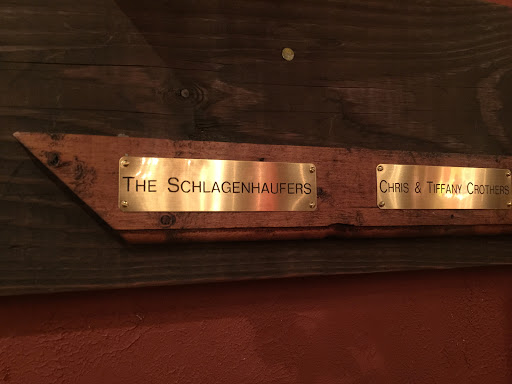 THE SCHLAGENHAUFERS
CHRIS & TIFFANY CROTHERS